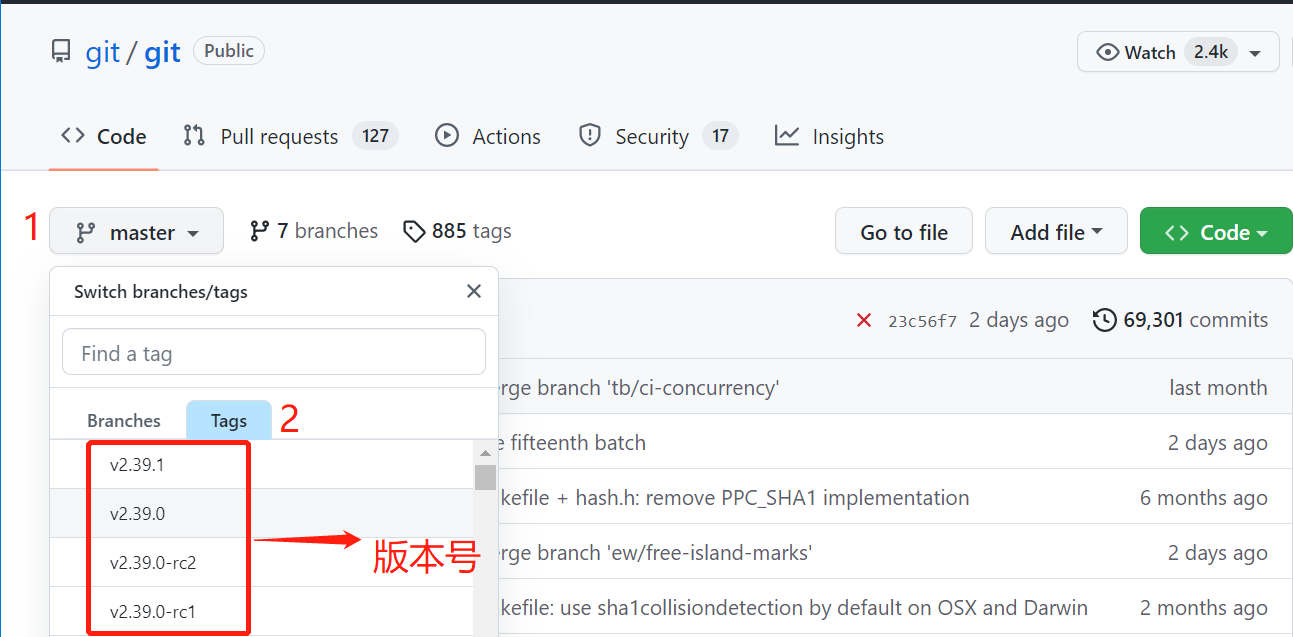 git / git Public
Watch 2.4k
Code Pull requests 127 Actions Security 17 Insights
1 master 7 branches 885 tags Go to file Add file Code
Switch branches/tags
23c56f7 2 days ago 69,301 commits
Find a tag
rge branch 'tb/ci-concurrency' last month
Branches Tags 2
e fifteenth batch 2 days ago
v2.39.1
kefile + hash.h: remove PPC_SHA1 implementation 6 months ago
v2.39.0
版本号
rge branch 'ew/free-island-marks' 2 days ago
v2.39.0-rc2
kefile: use sha1collisiondetection by default on OSX and Darwin 2 months ago
v2.39.0-rc1